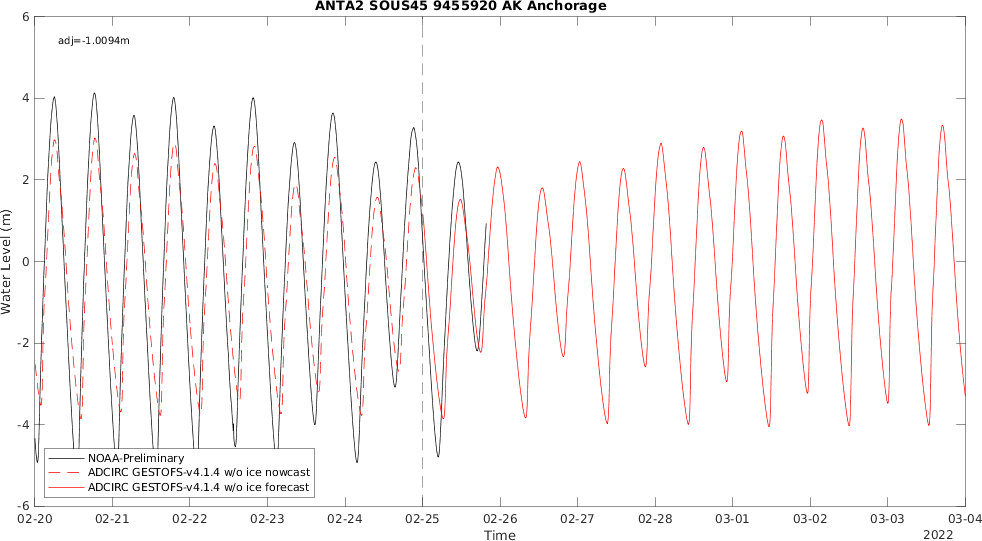 ANTA2 SOUS45 9455920 AK Anchorage
adj=-1.0094m
6
4
2
0
-2
-4
-6
Water Level (m)
NOAA-Preliminary
ADCIRC GESTOFS-v4.1.4 w/o ice nowcast
ADCIRC GESTOFS-v4.1.4 w/o ice forecast
02-20 02-21 02-22 02-23 02-24 02-25 02-26 02-27 02-28 03-01 03-02 03-03 03-04
Time
2022